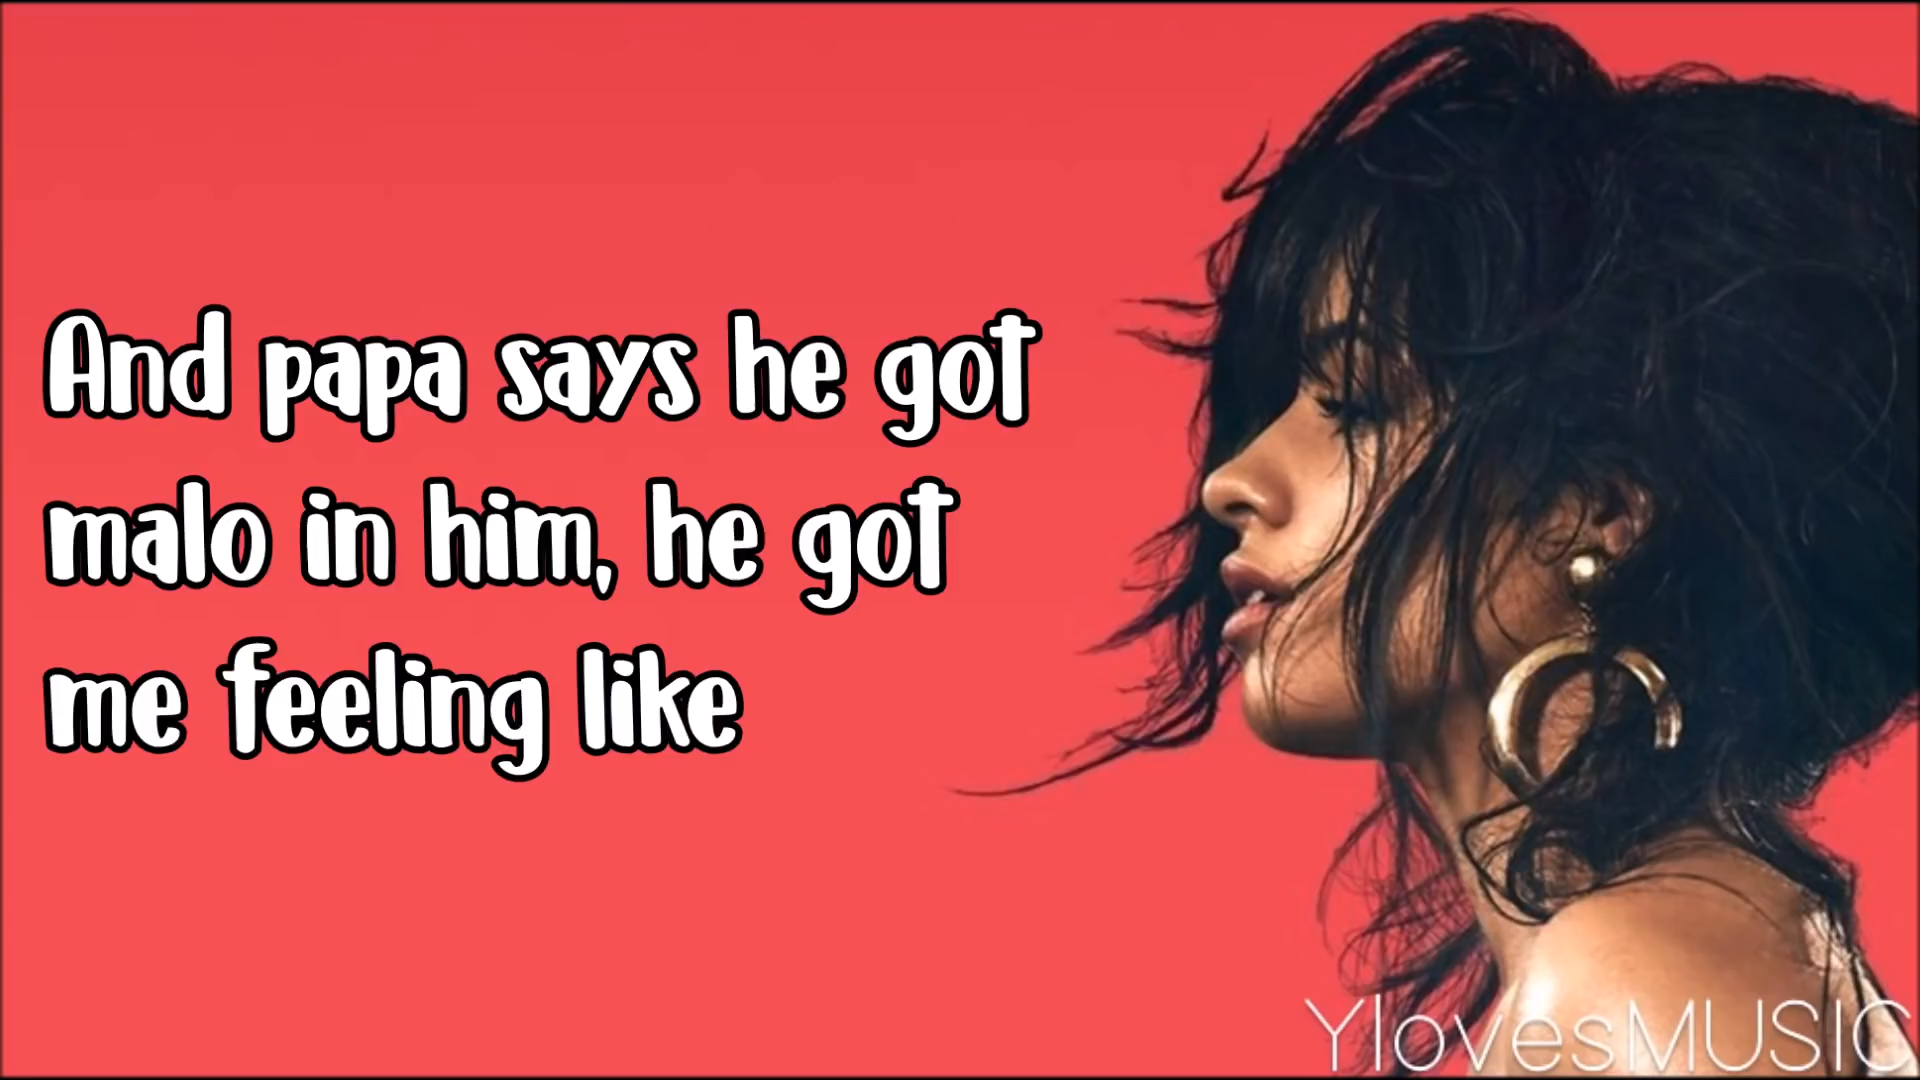 And papa says he got
malo in him, he got
me feeling like
YlovesMUSIC